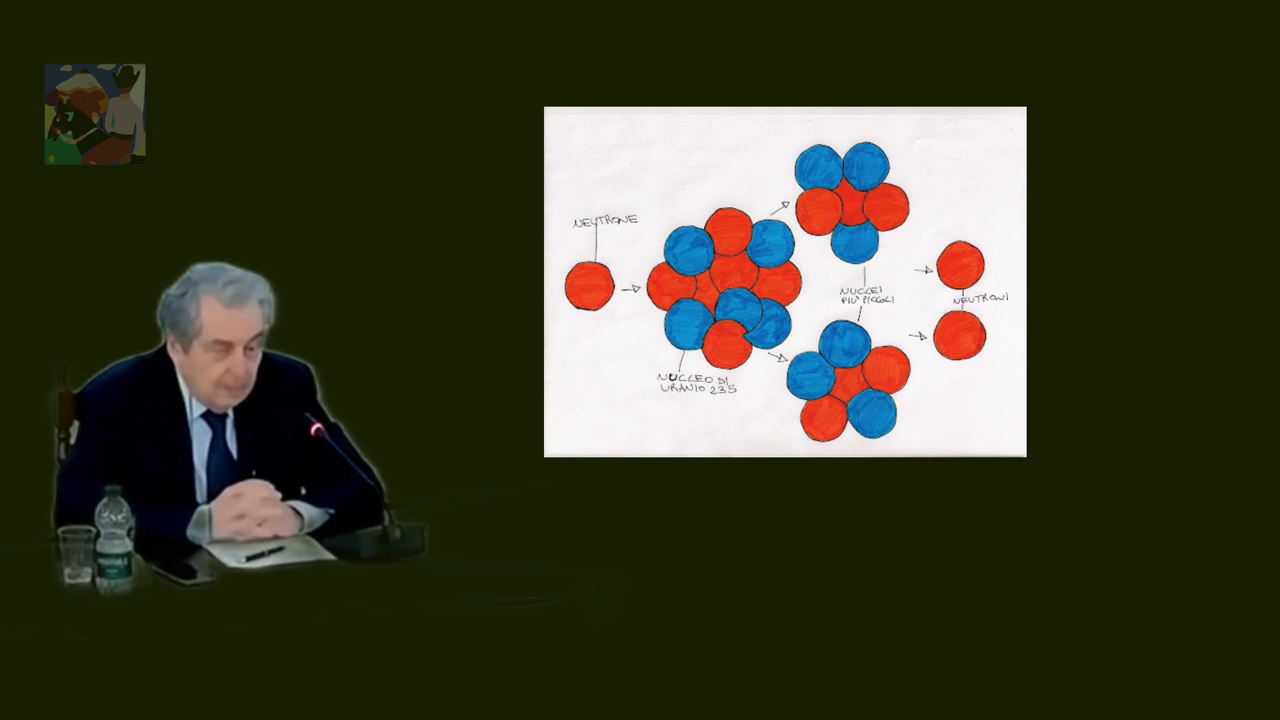 NEUTRONE
NUCLEO DI
URANIO 235
NUCLEI
PIU' PICCOLI
NEUTRONI